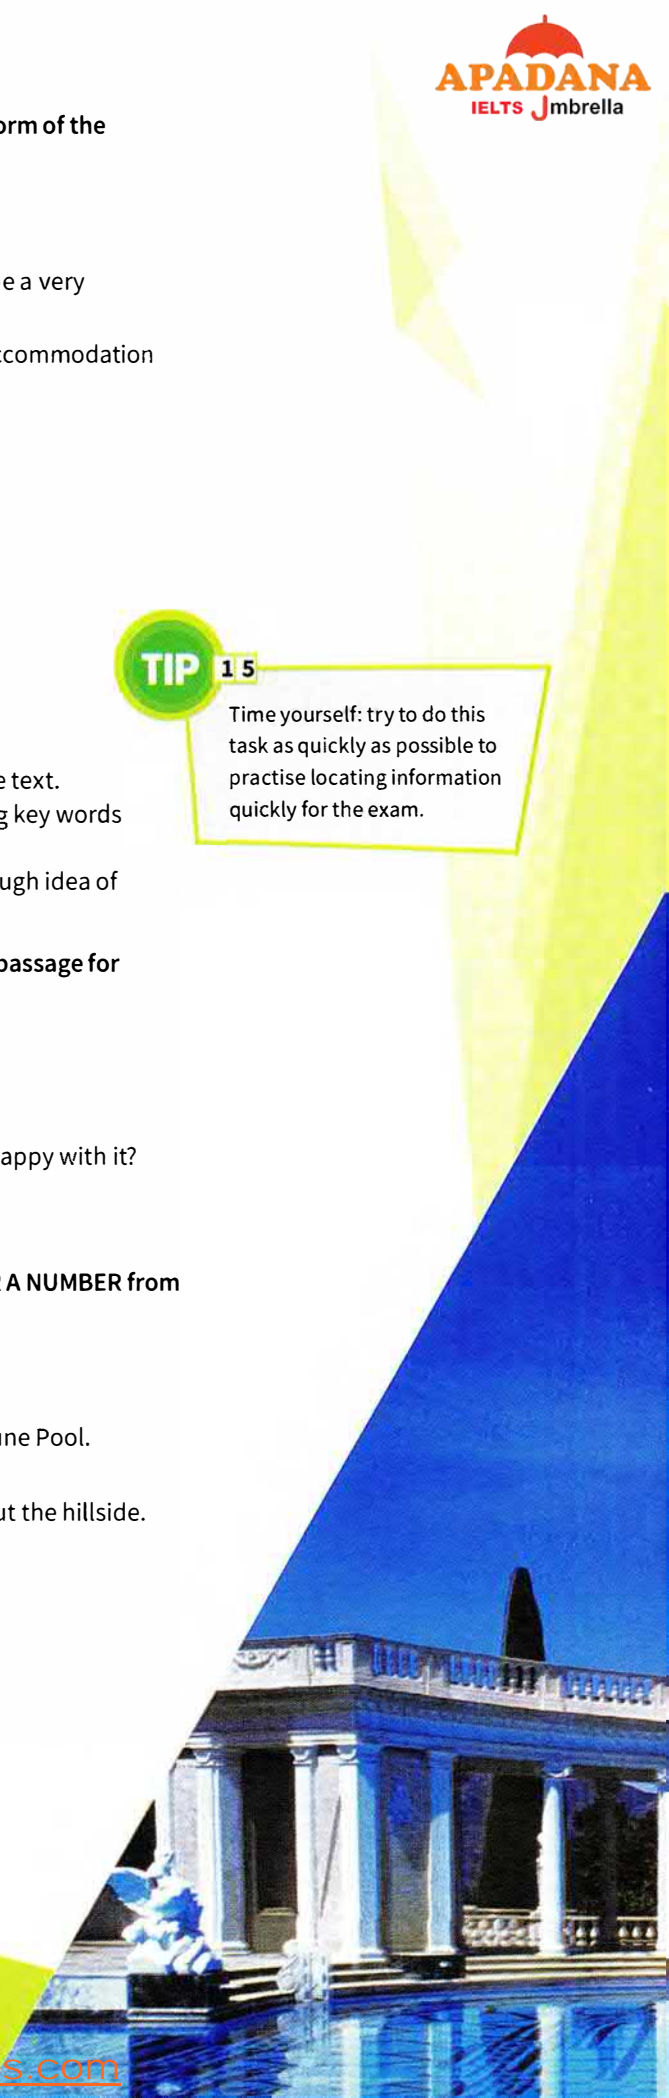 APADANA
IELTS Umbrella
orm of the
e a very
ccommodation
TIP 15
Time yourself: try to do this
task as quickly as possible to
practise locating information
quickly for the exam.
e text.
g key words
ugh idea of
passage for
appy with it?
R A NUMBER from
une Pool.
ut the hillside.
s.com